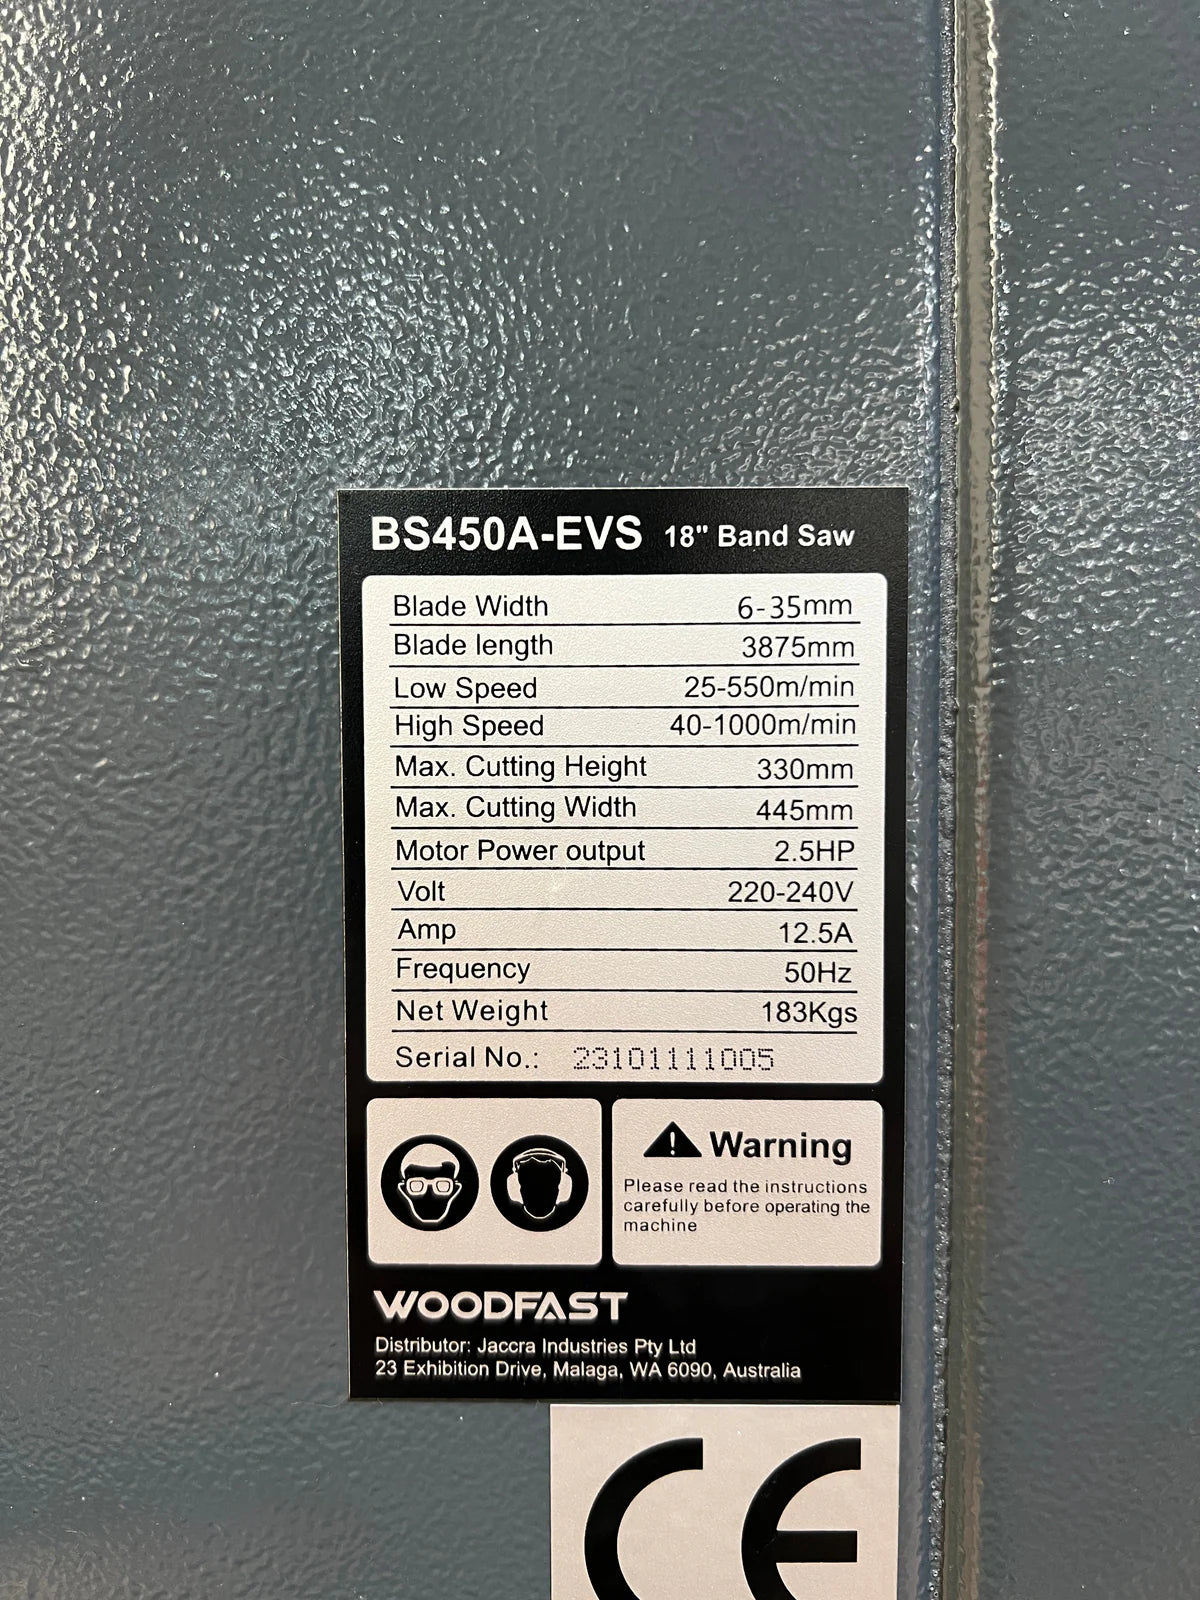 BS450A-EVS 18" Band Saw
Blade Width 6-35mm
Blade length 3875mm
Low Speed 25-550m/min
High Speed 40-1000m/min
Max. Cutting Height 330mm
Max. Cutting Width 445mm
Motor Power output 2.5HP
Volt 220-240V
Amp 12.5A
Frequency 50Hz
Net Weight 183Kgs
Serial No.: 23101111005
Warning
Please read the instructions
carefully before operating the
machine
WOODFAST
Distributor: Jaccra Industries Pty Ltd
23 Exhibition Drive, Malaga, WA 6090, Australia
CE